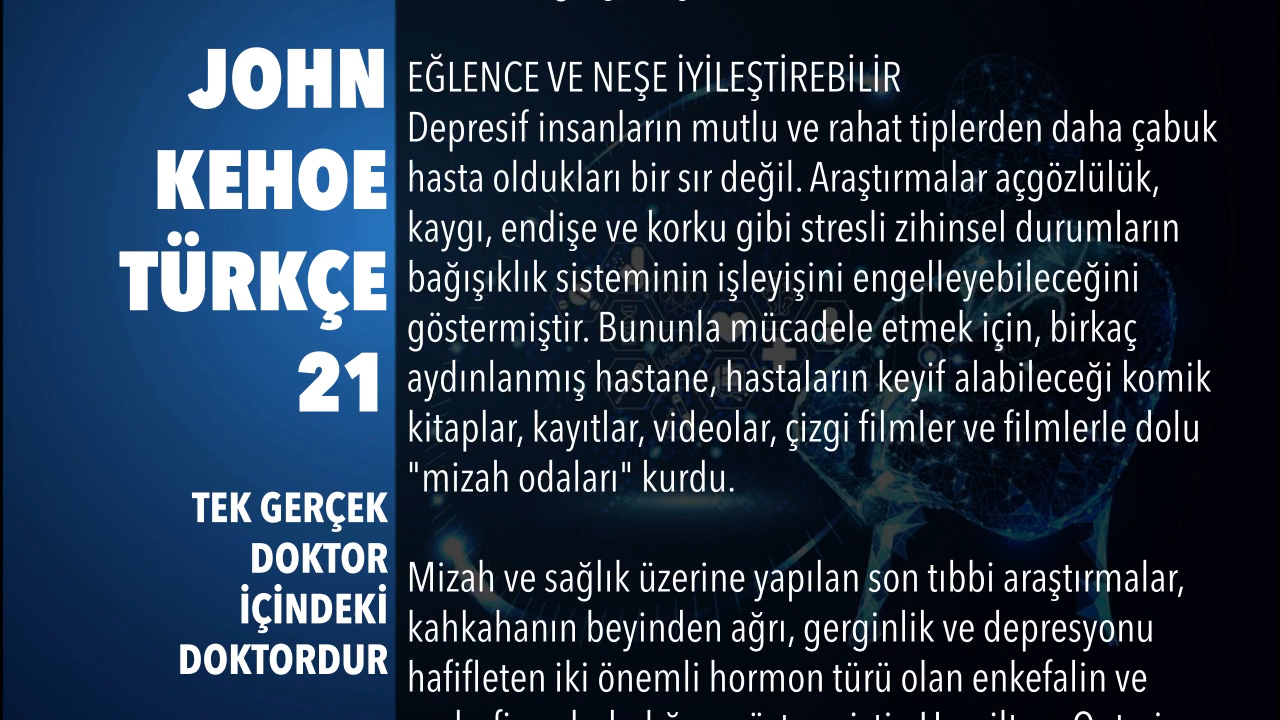 JOHN
KEHOE
TÜRKÇE
21
TEK GERÇEK
DOKTOR
İÇİNDEKİ
DOKTORDUR
EĞLENCE VE NEŞE İYİLEŞTİREBİLİR
Depresif insanların mutlu ve rahat tiplerden daha çabuk
hasta oldukları bir sır değil. Araştırmalar açgözlülük,
kaygı, endişe ve korku gibi stresli zihinsel durumların
bağışıklık sisteminin işleyişini engelleyebileceğini
göstermiştir. Bununla mücadele etmek için, birkaç
aydınlanmış hastane, hastaların keyif alabileceği komik
kitaplar, kayıtlar, videolar, çizgi filmler ve filmlerle dolu
"mizah odaları" kurdu.
Mizah ve sağlık üzerine yapılan son tıbbi araştırmalar,
kahkahanın beyinden ağrı, gerginlik ve depresyonu
hafifleten iki önemli hormon türü olan enkefalin ve